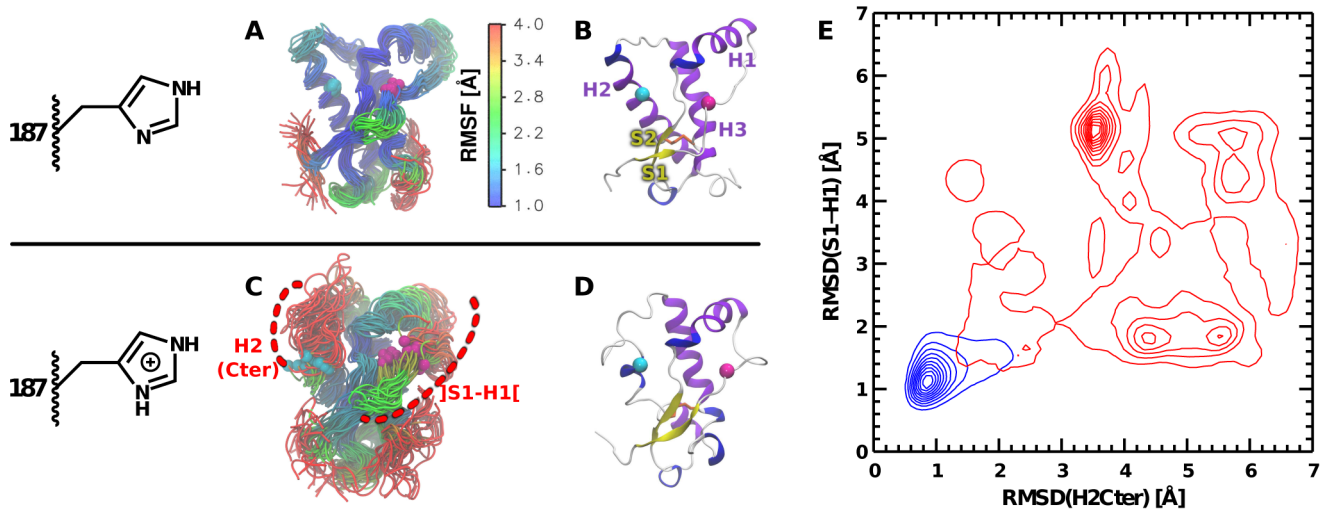 A
B
E
187
NH
N
RMSF [Å]
4.0
3.4
2.8
2.2
1.6
1.0
H1
H2
H3
S2
S1
C
D
187
NH
+
N
H
H2
(Cter)
]S1-H1[
RMSD(S1–H1) [Å]
7
6
5
4
3
2
1
0
0 1 2 3 4 5 6 7
RMSD(H2Cter) [Å]